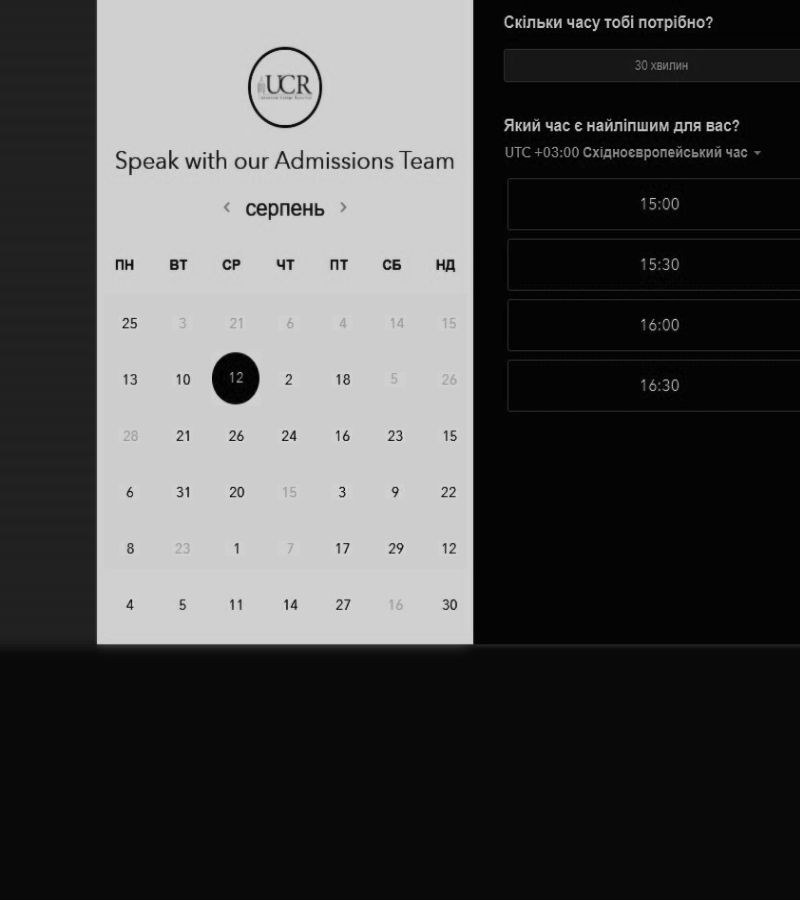 UCR
Speak with our Admissions Team
< серпень >
ПН ВТ СР ЧТ ПТ СБ НД
25 3 21 6 4 14 15
13 10 12 2 18 5 26
28 21 26 24 16 23 15
6 31 20 15 3 9 22
8 23 1 7 17 29 12
4 5 11 14 27 16 30
Скільки часу тобі потрібно?
30 хвилин
Який час є найліпшим для вас?
UTC +03:00 Східноєвропейський час
15:00
15:30
16:00
16:30